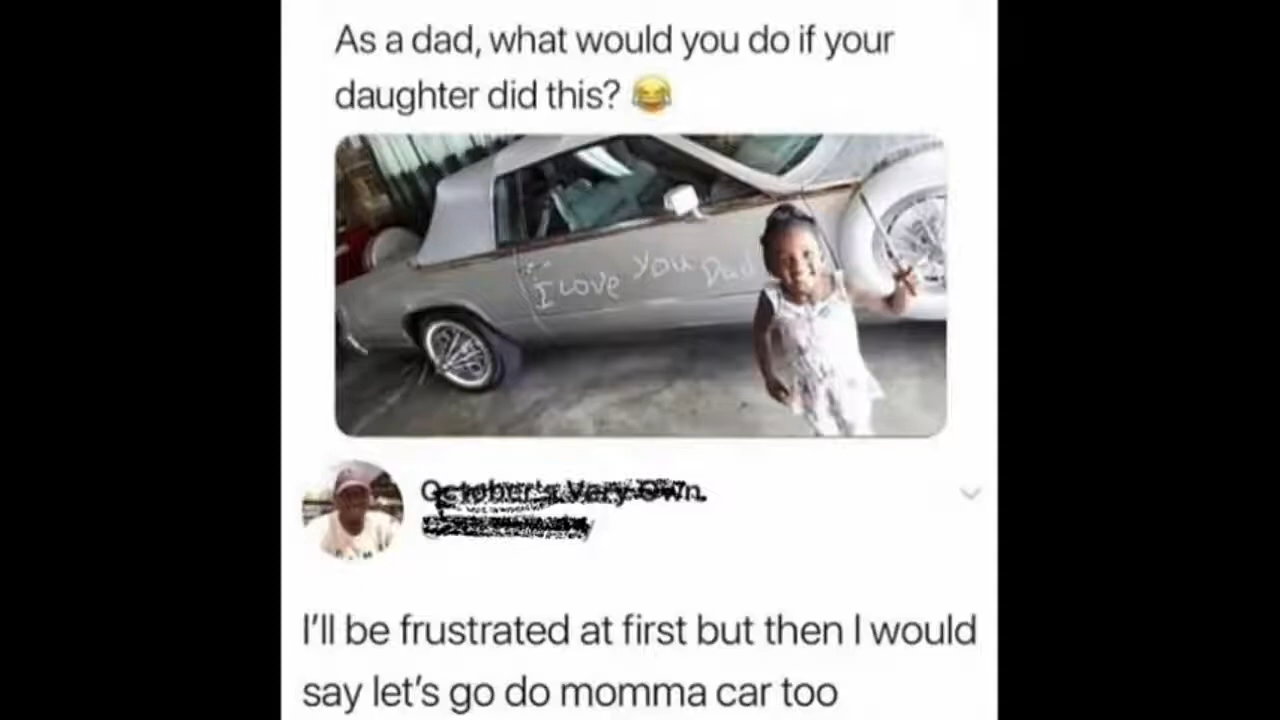 As a dad, what would you do if your
daughter did this? 😂
I Love You Dad
I'll be frustrated at first but then I would
say let's go do momma car too